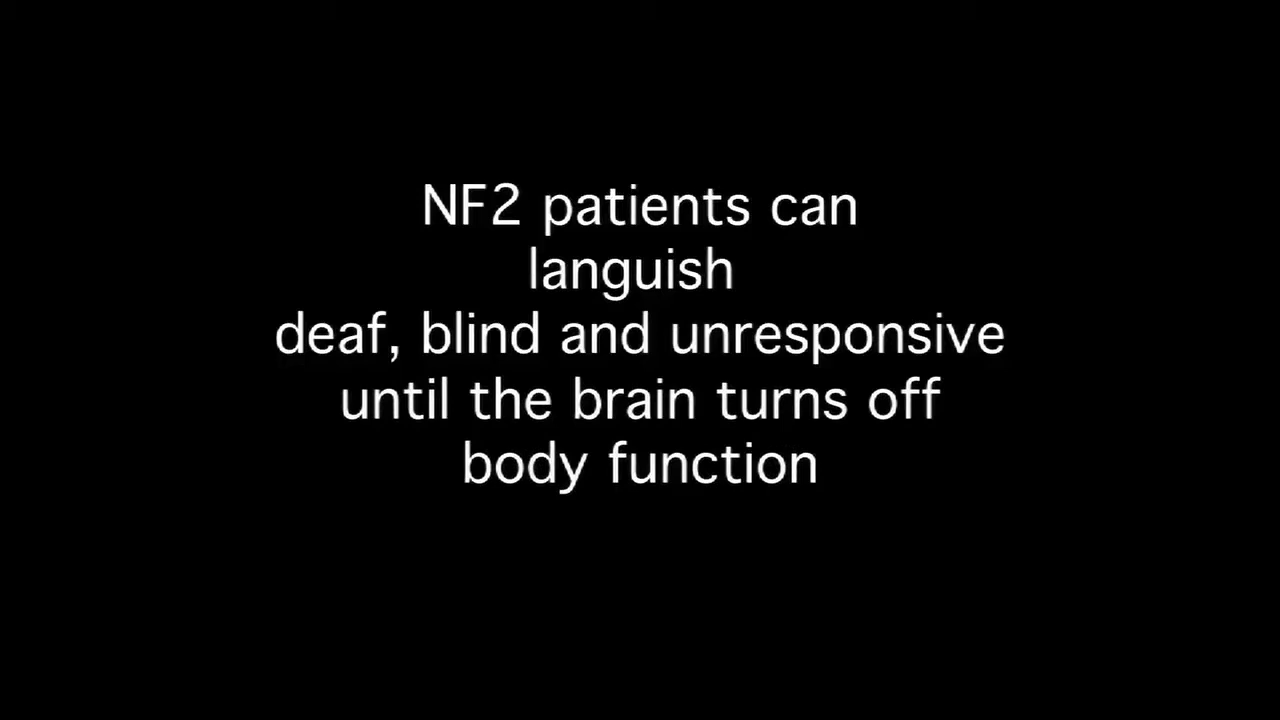 NF2 patients can
languish
deaf, blind and unresponsive
until the brain turns off
body function